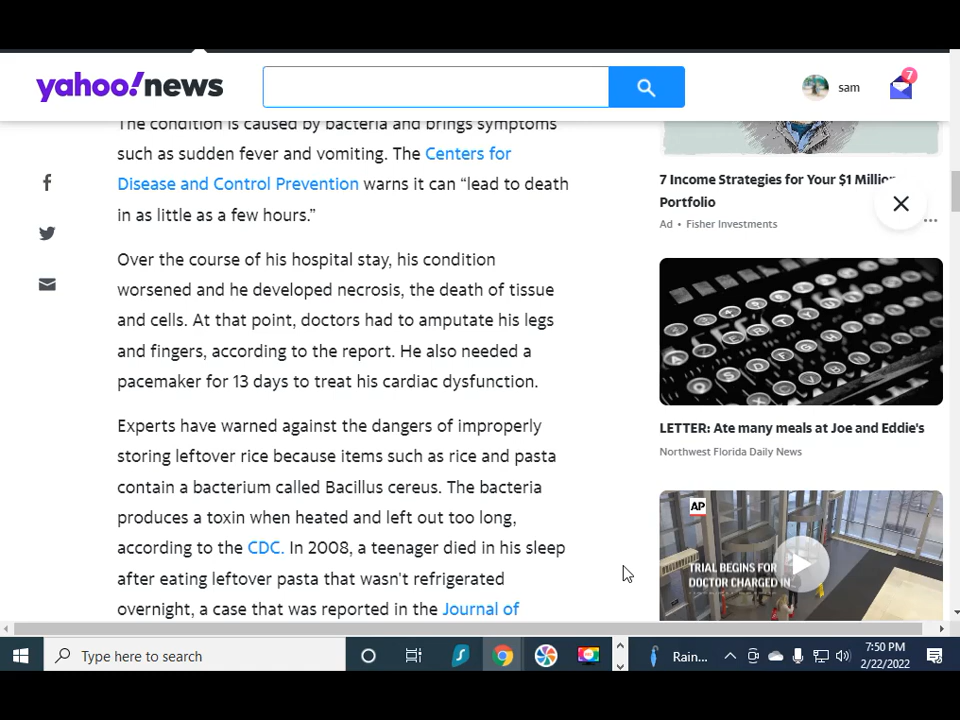 yahoo!news
sam
7
The condition is caused by bacteria and brings symptoms
such as sudden fever and vomiting. The Centers for
Disease and Control Prevention warns it can “lead to death
in as little as a few hours.”
Over the course of his hospital stay, his condition
worsened and he developed necrosis, the death of tissue
and cells. At that point, doctors had to amputate his legs
and fingers, according to the report. He also needed a
pacemaker for 13 days to treat his cardiac dysfunction.
Experts have warned against the dangers of improperly
storing leftover rice because items such as rice and pasta
contain a bacterium called Bacillus cereus. The bacteria
produces a toxin when heated and left out too long,
according to the CDC. In 2008, a teenager died in his sleep
after eating leftover pasta that wasn't refrigerated
overnight, a case that was reported in the Journal of
7 Income Strategies for Your $1 Million
Portfolio
Ad • Fisher Investments
LETTER: Ate many meals at Joe and Eddie's
Northwest Florida Daily News
AP
TRIAL BEGINS FOR
DOCTOR CHARGED IN...
Type here to search
Rain...
7:50 PM
2/22/2022